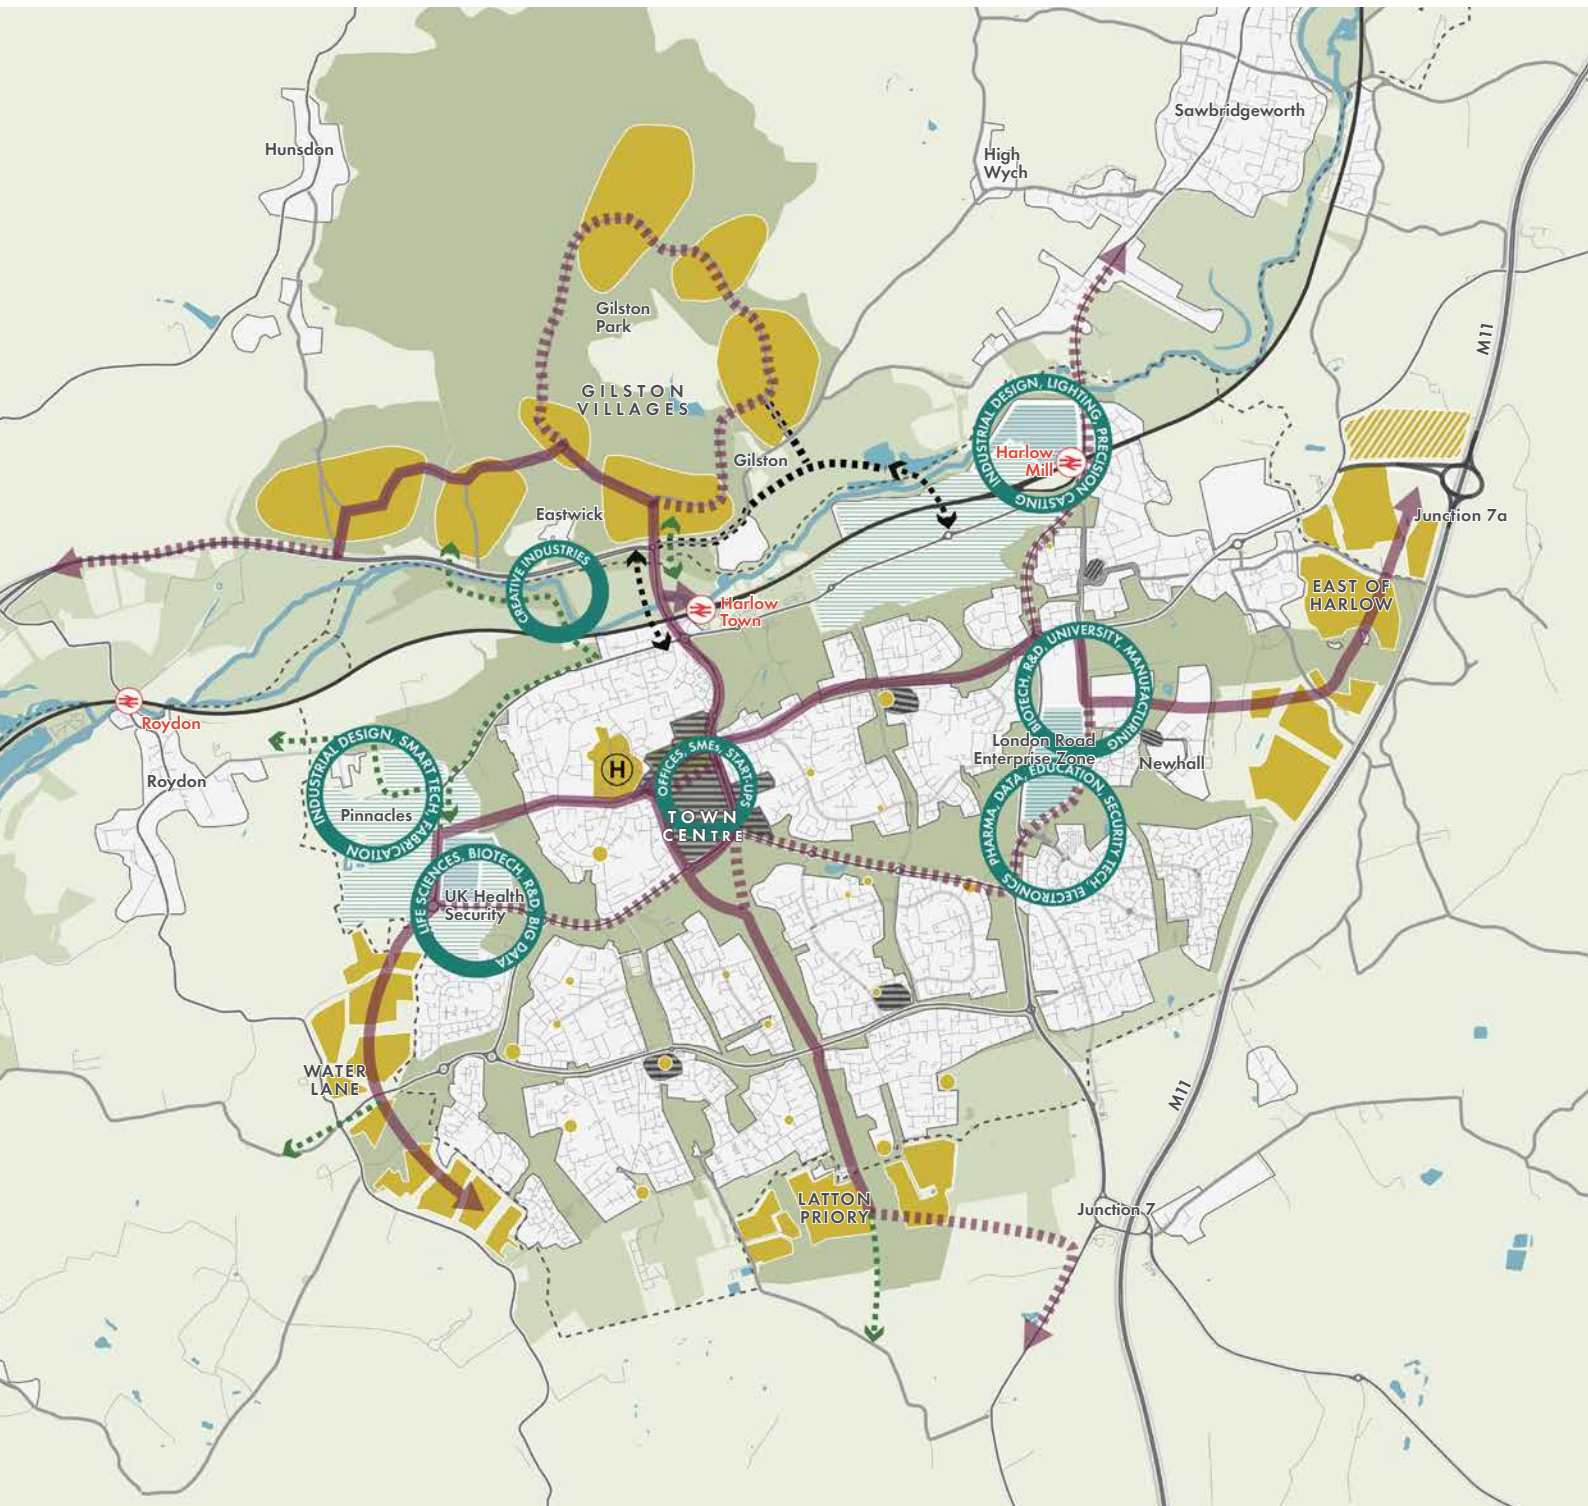 Sawbridgeworth
Hunsdon
High
Wych
Gilston
Park
M11
GILSTON
VILLAGES
INDUSTRIAL DESIGN, LIGHTING, PRECISION CASTING
Harlow
Mill
Gilston
Eastwick
Junction 7a
CREATIVE INDUSTRIES
EAST OF
HARLOW
Harlow
Town
BIOTECH, R&D, UNIVERSITY, MANUFACTURING
Roydon
London Road
Enterprise Zone
Newhall
INDUSTRIAL DESIGN, SMART TECH, FABRICATION
H
OFFICES, SMEs, START-UPS
Roydon
Pinnacles
TOWN
CENTRE
PHARMA, DATA, EDUCATION, SECURITY TECH, ELECTRONICS
LIFE SCIENCES, BIOTECH, R&D, BIG DATA
UK Health
Security
WATER
LANE
M11
LATTON
PRIORY
Junction 7